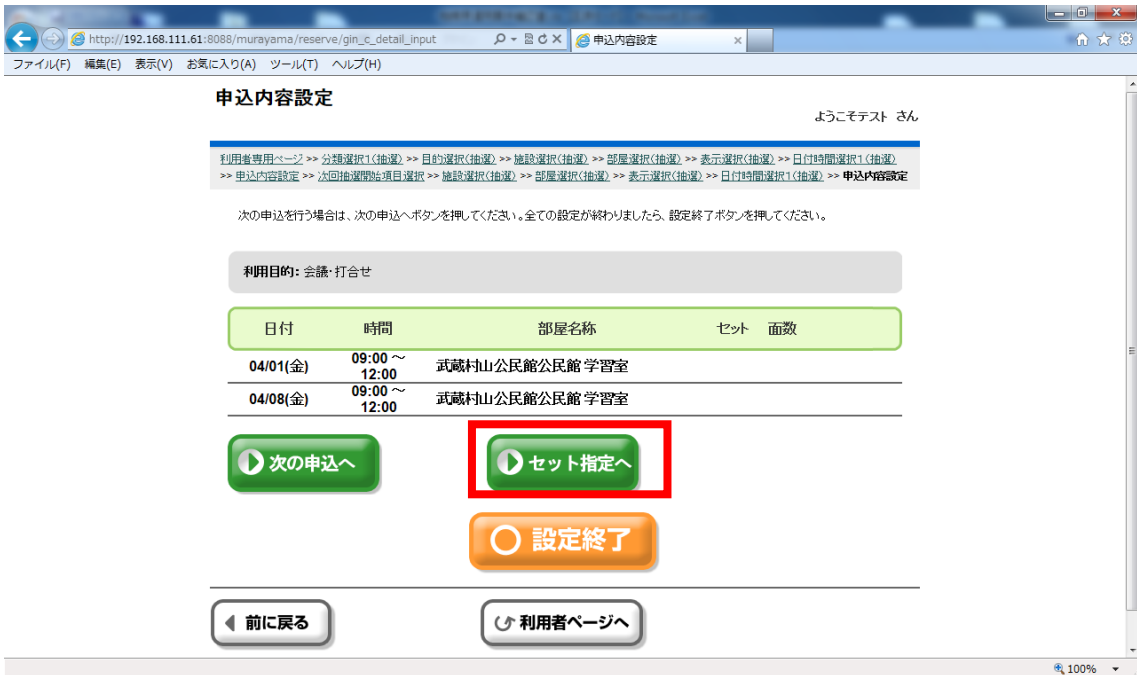 http://192.168.111.61:8088/murayama/reserve/gin_c_detail_input
申込内容設定
ファイル(F) 編集(E) 表示(V) お気に入り(A) ツール(T) ヘルプ(H)
申込内容設定
ようこそテスト さん
利用者専用ページ >> 分類選択1(抽選) >> 目的選択(抽選) >> 施設選択(抽選) >> 部屋選択(抽選) >> 表示選択(抽選) >> 日付時間選択1(抽選)
>> 申込内容設定 >> 次回抽選開始項目選択 >> 施設選択(抽選) >> 部屋選択(抽選) >> 表示選択(抽選) >> 日付時間選択1(抽選) >> 申込内容設定
次の申込を行う場合は、次の申込へボタンを押してください。全ての設定が終わりましたら、設定終了ボタンを押してください。
利用目的: 会議・打合せ
日付 時間 部屋名称 セット 面数
04/01(金) 09:00 ～ 12:00 武蔵村山公民館公民館 学習室
04/08(金) 09:00 ～ 12:00 武蔵村山公民館公民館 学習室
次の申込へ セット指定へ
設定終了
前に戻る 利用者ページへ
100%